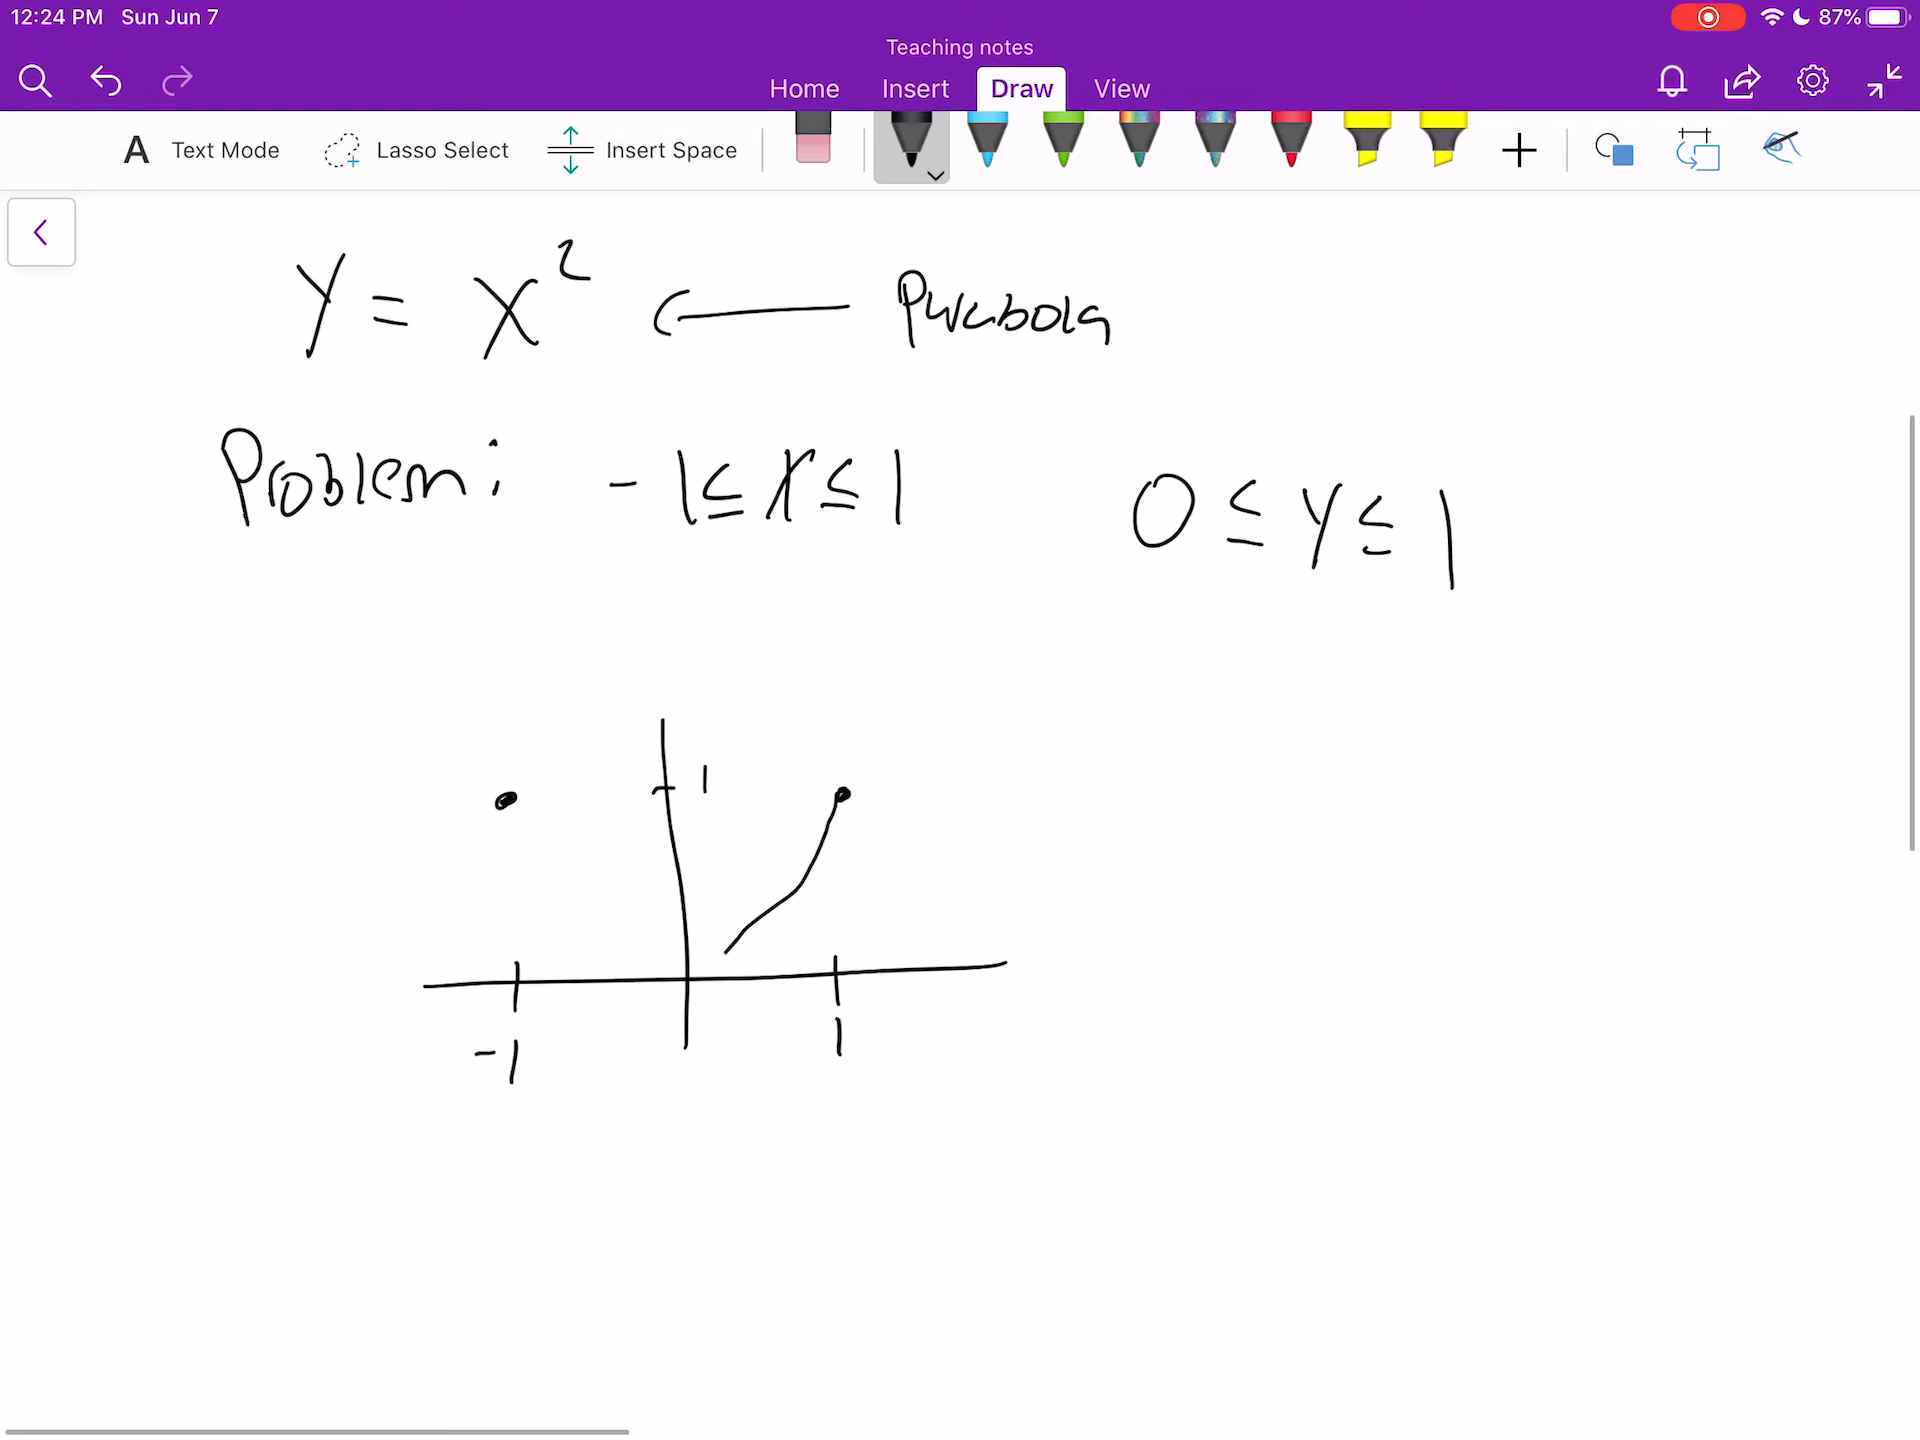 12:24 PM Sun Jun 7 87%
Teaching notes
Home Insert Draw View
A Text Mode Lasso Select Insert Space
Y = X² ← Parabola
Problem: -1 ≤ X ≤ 1 0 ≤ Y ≤ 1
1
-1 1